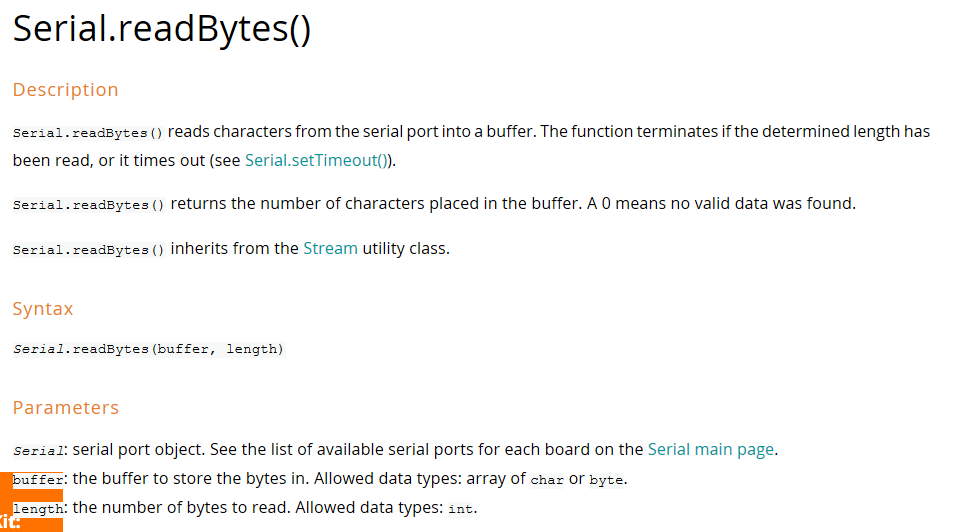 Serial.readBytes()
Description
Serial.readBytes() reads characters from the serial port into a buffer. The function terminates if the determined length has
been read, or it times out (see Serial.setTimeout()).
Serial.readBytes() returns the number of characters placed in the buffer. A 0 means no valid data was found.
Serial.readBytes() inherits from the Stream utility class.
Syntax
Serial.readBytes(buffer, length)
Parameters
Serial: serial port object. See the list of available serial ports for each board on the Serial main page.
buffer: the buffer to store the bytes in. Allowed data types: array of char or byte.
length: the number of bytes to read. Allowed data types: int.